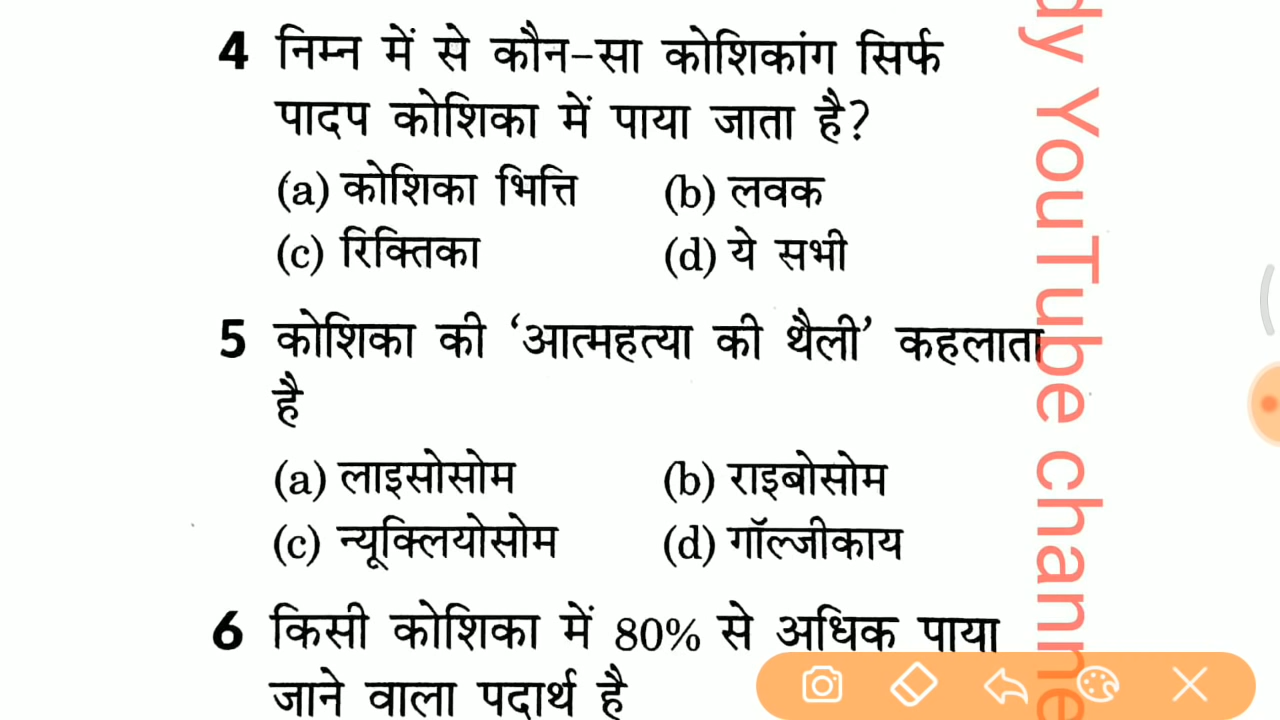 4 निम्न में से कौन-सा कोशिकांग सिर्फ
पादप कोशिका में पाया जाता है?
(a) कोशिका भित्ति (b) लवक
(c) रिक्तिका (d) ये सभी
5 कोशिका की ‘आत्महत्या की थैली’ कहलाता
है
(a) लाइसोसोम (b) राइबोसोम
(c) न्यूक्लियोसोम (d) गॉल्जीकाय
6 किसी कोशिका में 80% से अधिक पाया
जाने वाला पदार्थ है
dy YouTube channe